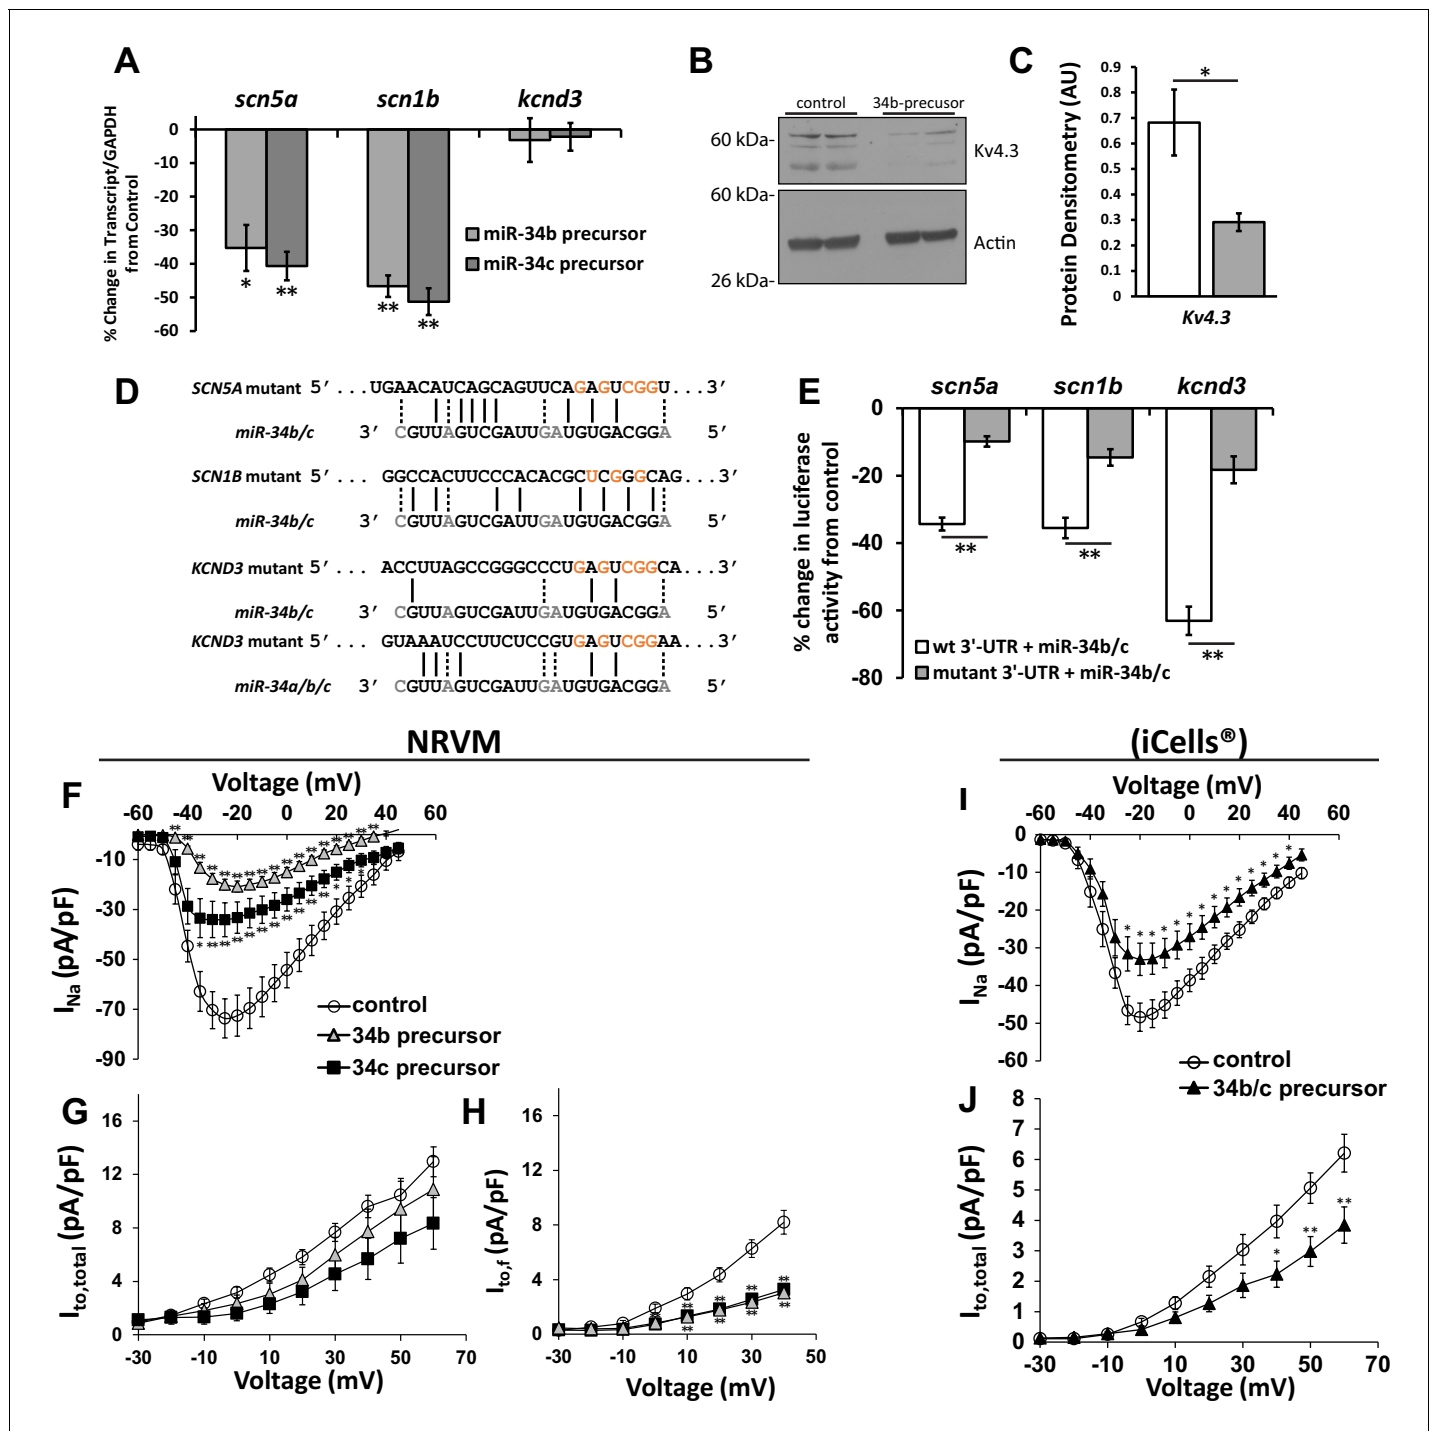 A
scn5a scn1b kcnd3
% Change in Transcript/GAPDH
from Control
0
-10
-20
-30
-40
-50
-60
* ** ** **
miR-34b precursor
miR-34c precursor
B
control 34b-precusor
60 kDa-
Kv4.3
60 kDa-
Actin
26 kDa-
C
Protein Densitometry (AU)
0.9
0.8
0.7
0.6
0.5
0.4
0.3
0.2
0.1
0
*
Kv4.3
D
SCN5A mutant 5′ ... UGAACAUCAGCAGUUCAGAGUCGGU...3′
miR-34b/c 3′ CGUUAGUCGAUUGAUGUGACGGA 5′
SCN1B mutant 5′ ... GGCCACUUCCCACACGCUCGGGCAG...3′
miR-34b/c 3′ CGUUAGUCGAUUGAUGUGACGGA 5′
KCND3 mutant 5′ ... ACCUUAGCCGGGCCCUGAGUCGGCA...3′
miR-34b/c 3′ CGUUAGUCGAUUGAUGUGACGGA 5′
KCND3 mutant 5′ ... GUAAAUCCUUCUCCGUGAGUCGGAA...3′
miR-34a/b/c 3′ CGUUAGUCGAUUGAUGUGACGGA 5′
E
scn5a scn1b kcnd3
% change in luciferase
activity from control
0
-20
-40
-60
-80
** ** **
wt 3'-UTR + miR-34b/c
mutant 3'-UTR + miR-34b/c
NRVM
(iCells®)
F
Voltage (mV)
-60 -40 -20 0 20 40 60
INa (pA/pF)
-10
-30
-50
-70
-90
control
34b precursor
34c precursor
G
Ito,total (pA/pF)
16
12
8
4
0
-30 -10 10 30 50 70
Voltage (mV)
H
Ito,f (pA/pF)
16
12
8
4
0
-30 -10 10 30 50
Voltage (mV)
I
Voltage (mV)
-60 -40 -20 0 20 40 60
INa (pA/pF)
0
-10
-20
-30
-40
-50
-60
control
34b/c precursor
J
Ito,total (pA/pF)
8
7
6
5
4
3
2
1
0
* ** **
-30 -10 10 30 50 70
Voltage (mV)